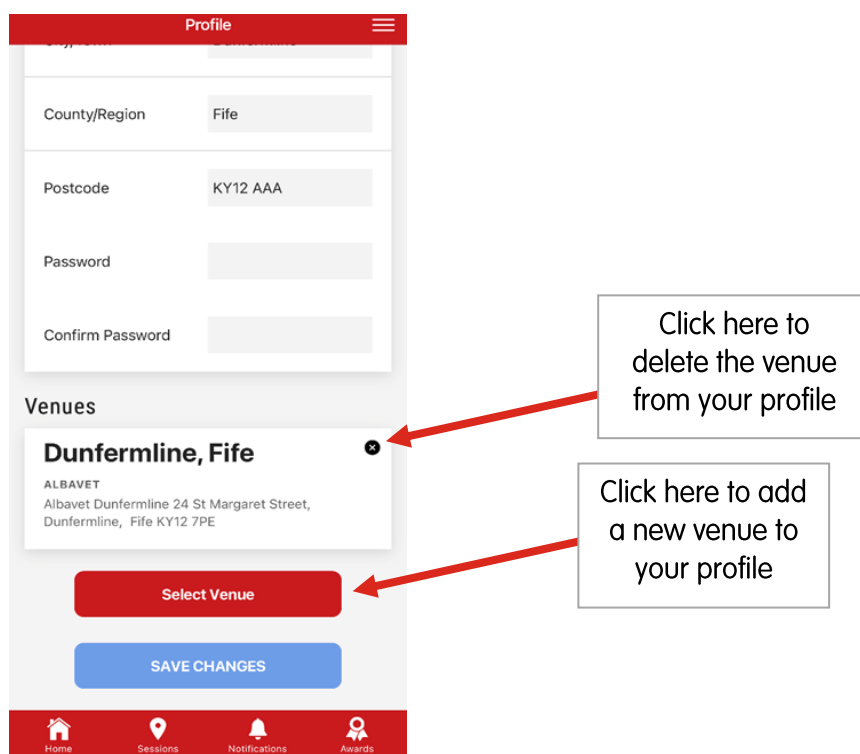 Profile
County/Region
Fife
Postcode
KY12 AAA
Password
Confirm Password
Venues
Dunfermline, Fife
ALBAVET
Albavet Dunfermline 24 St Margaret Street,
Dunfermline, Fife KY12 7PE
Select Venue
SAVE CHANGES
Home
Sessions
Notifications
Awards
Click here to
delete the venue
from your profile
Click here to add
a new venue to
your profile